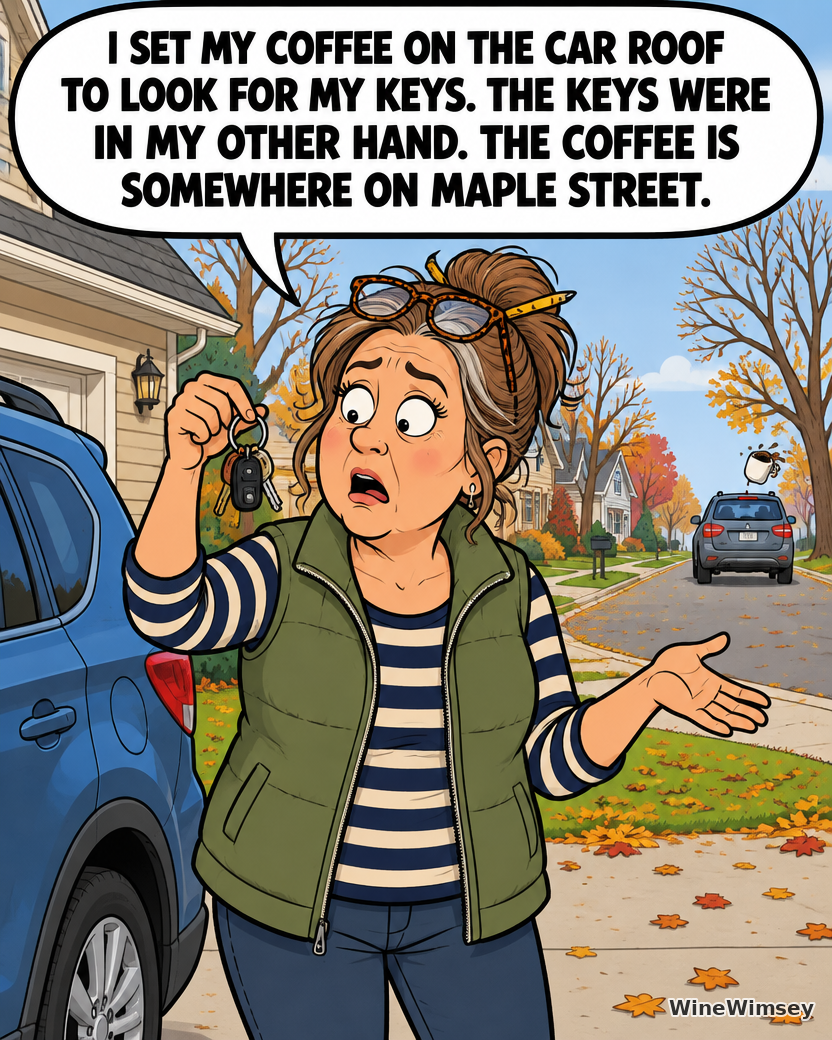 I SET MY COFFEE ON THE CAR ROOF
TO LOOK FOR MY KEYS. THE KEYS WERE
IN MY OTHER HAND. THE COFFEE IS
SOMEWHERE ON MAPLE STREET.
WineWimsey